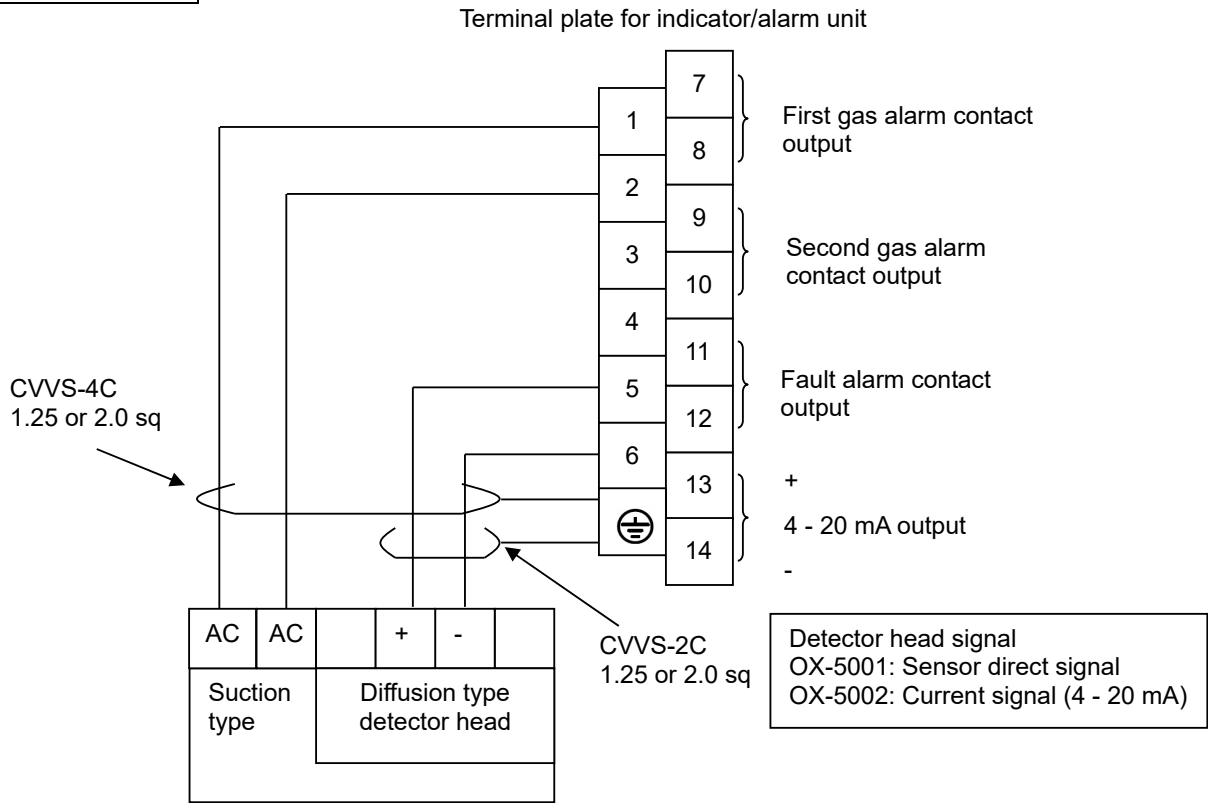 Terminal plate for indicator/alarm unit
7
1
First gas alarm contact
output
8
2
9
3
Second gas alarm
contact output
10
4
11
CVVS-4C
1.25 or 2.0 sq
5
Fault alarm contact
output
12
6
13
+
4 - 20 mA output
14
-
AC AC + -
Suction
type
Diffusion type
detector head
CVVS-2C
1.25 or 2.0 sq
Detector head signal
OX-5001: Sensor direct signal
OX-5002: Current signal (4 - 20 mA)